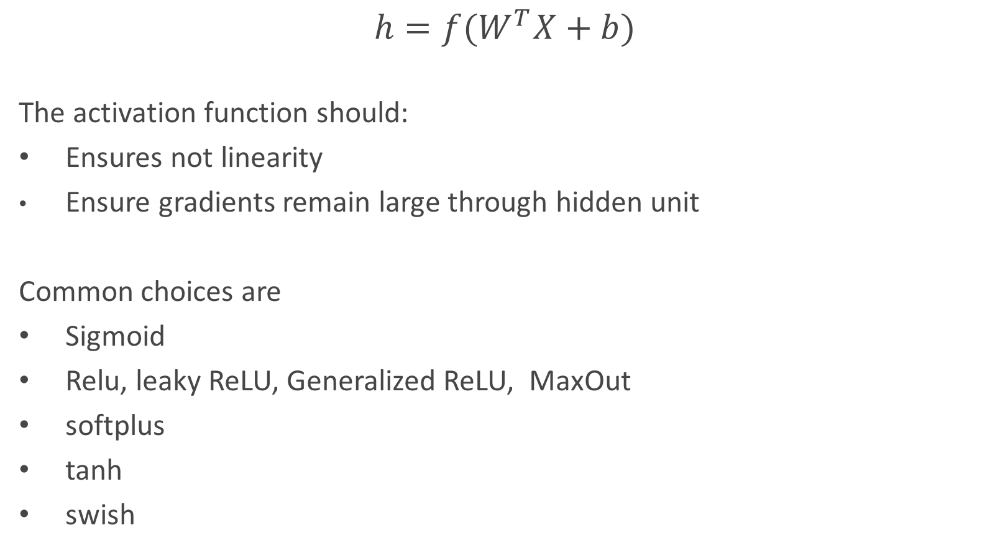 h = f(W^T X + b)
The activation function should:
• Ensures not linearity
• Ensure gradients remain large through hidden unit
Common choices are
• Sigmoid
• Relu, leaky ReLU, Generalized ReLU, MaxOut
• softplus
• tanh
• swish